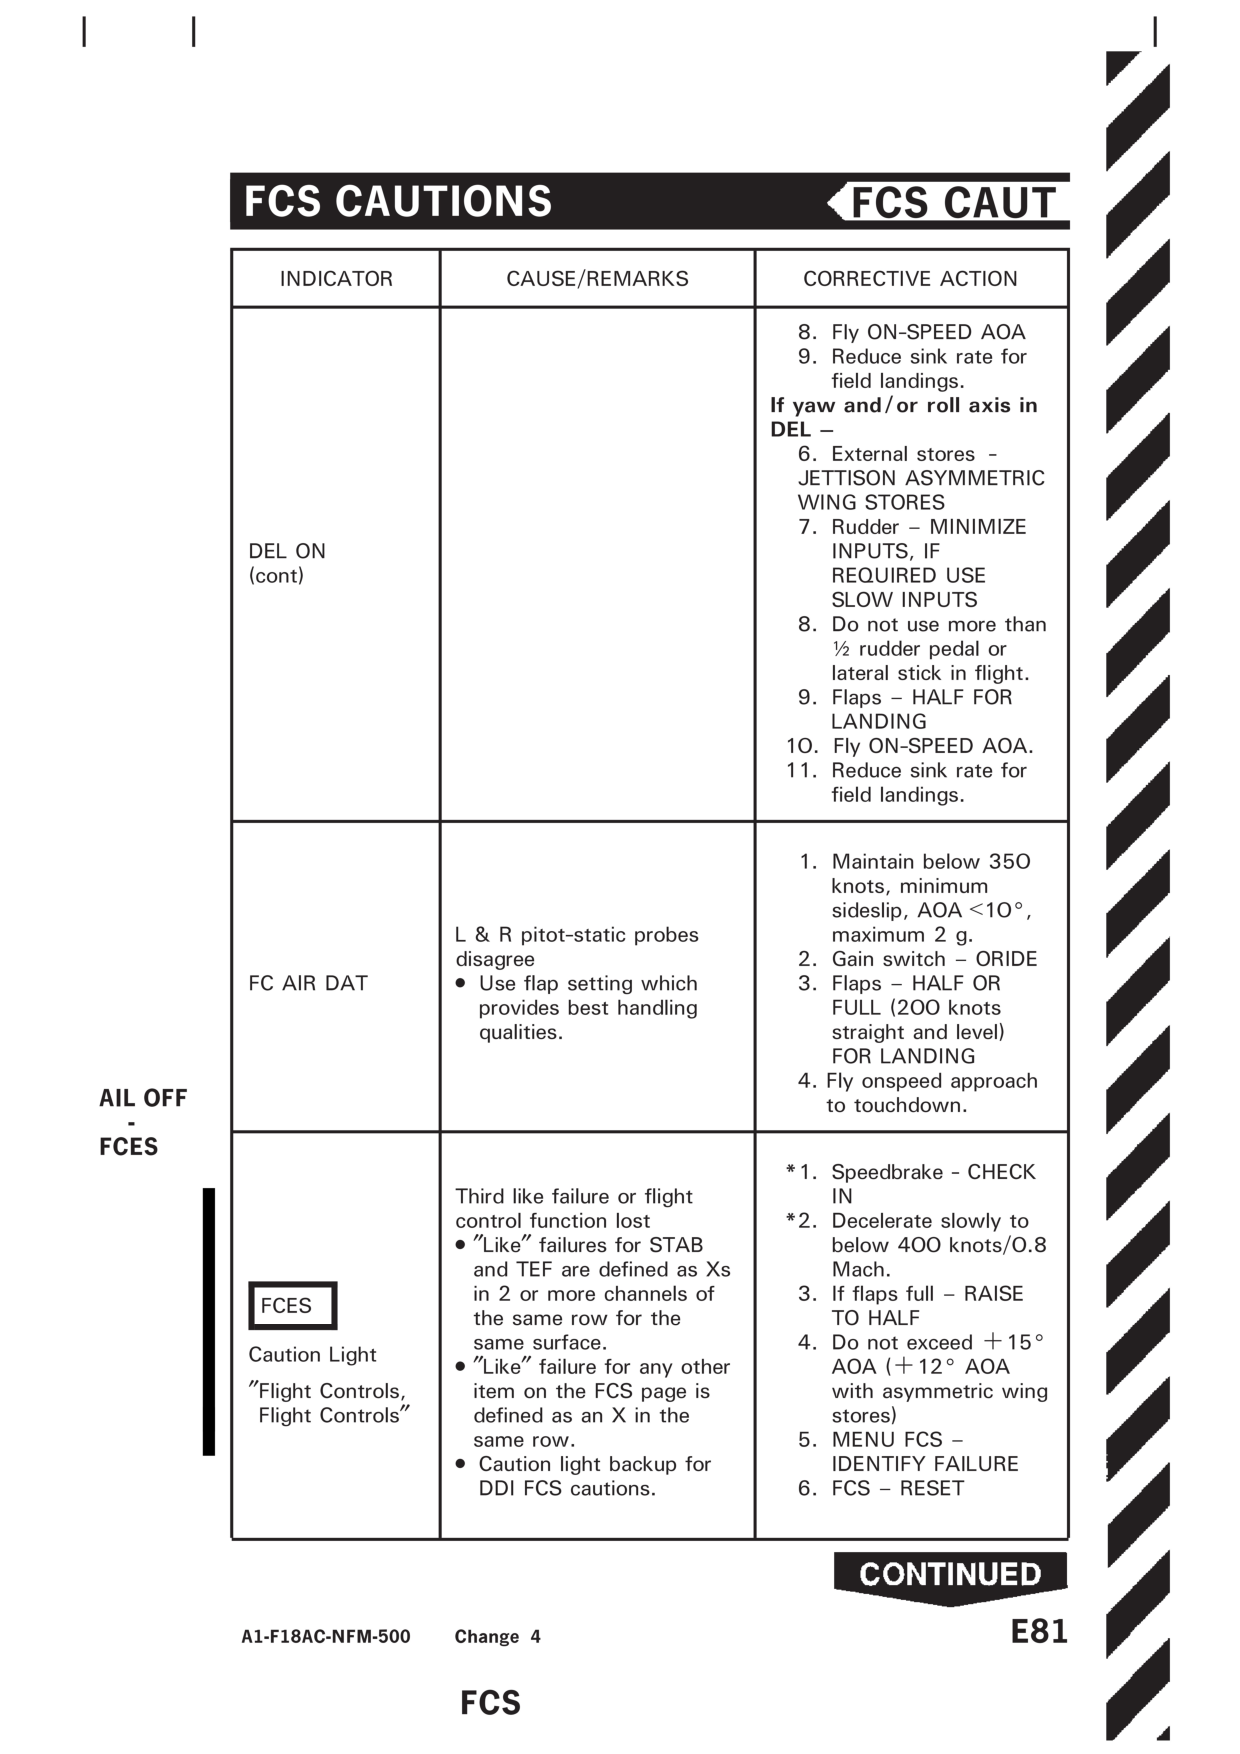 FCS CAUTIONS
FCS CAUT
INDICATOR
CAUSE/REMARKS
CORRECTIVE ACTION
DEL ON
(cont)
8. Fly ON-SPEED AOA
9. Reduce sink rate for
field landings.
If yaw and/or roll axis in
DEL –
6. External stores -
JETTISON ASYMMETRIC
WING STORES
7. Rudder – MINIMIZE
INPUTS, IF
REQUIRED USE
SLOW INPUTS
8. Do not use more than
½ rudder pedal or
lateral stick in flight.
9. Flaps – HALF FOR
LANDING
10. Fly ON-SPEED AOA.
11. Reduce sink rate for
field landings.
FC AIR DAT
L & R pitot-static probes
disagree
● Use flap setting which
provides best handling
qualities.
1. Maintain below 350
knots, minimum
sideslip, AOA <10°,
maximum 2 g.
2. Gain switch – ORIDE
3. Flaps – HALF OR
FULL (200 knots
straight and level)
FOR LANDING
4. Fly onspeed approach
to touchdown.
AIL OFF
-
FCES
FCES
Caution Light
"Flight Controls,
Flight Controls"
Third like failure or flight
control function lost
● "Like" failures for STAB
and TEF are defined as Xs
in 2 or more channels of
the same row for the
same surface.
● "Like" failure for any other
item on the FCS page is
defined as an X in the
same row.
● Caution light backup for
DDI FCS cautions.
*1. Speedbrake - CHECK
IN
*2. Decelerate slowly to
below 400 knots/0.8
Mach.
3. If flaps full – RAISE
TO HALF
4. Do not exceed +15°
AOA (+12° AOA
with asymmetric wing
stores)
5. MENU FCS –
IDENTIFY FAILURE
6. FCS – RESET
CONTINUED
A1-F18AC-NFM-500 Change 4
E81
FCS